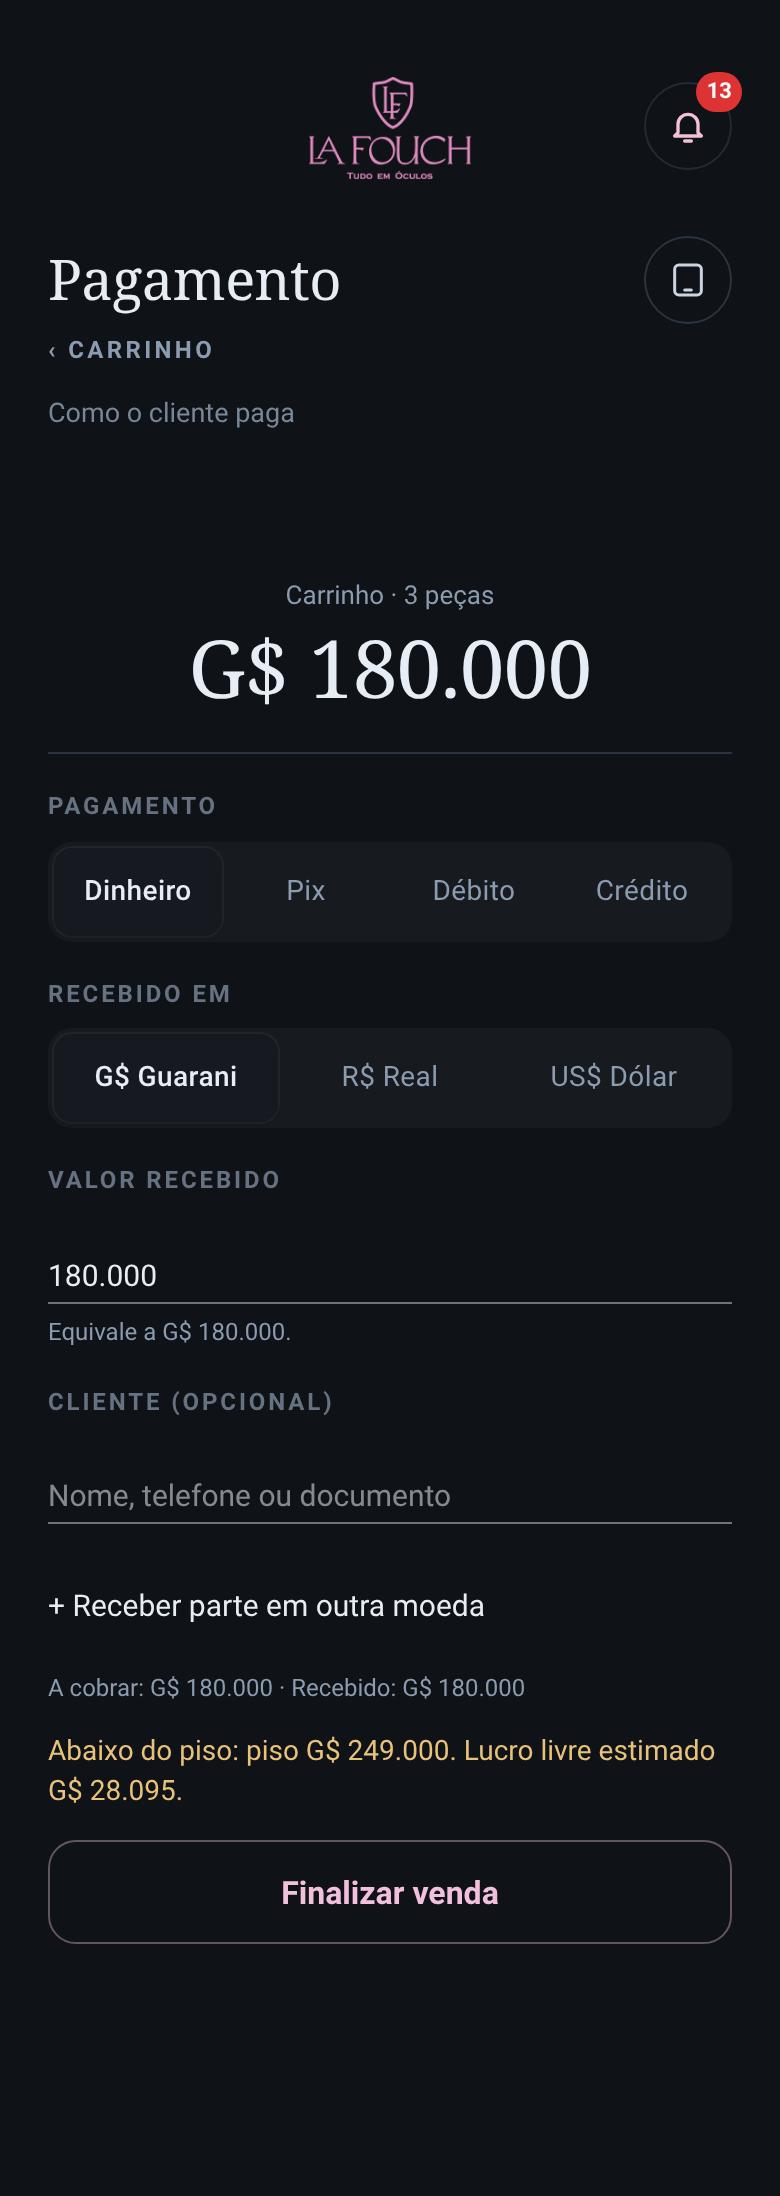 13
LF
LA FOUCH
TUDO EM ÓCULOS
Pagamento
‹ CARRINHO
Como o cliente paga
Carrinho · 3 peças
G$ 180.000
PAGAMENTO
Dinheiro Pix Débito Crédito
RECEBIDO EM
G$ Guarani R$ Real US$ Dólar
VALOR RECEBIDO
180.000
Equivale a G$ 180.000.
CLIENTE (OPCIONAL)
Nome, telefone ou documento
+ Receber parte em outra moeda
A cobrar: G$ 180.000 · Recebido: G$ 180.000
Abaixo do piso: piso G$ 249.000. Lucro livre estimado
G$ 28.095.
Finalizar venda